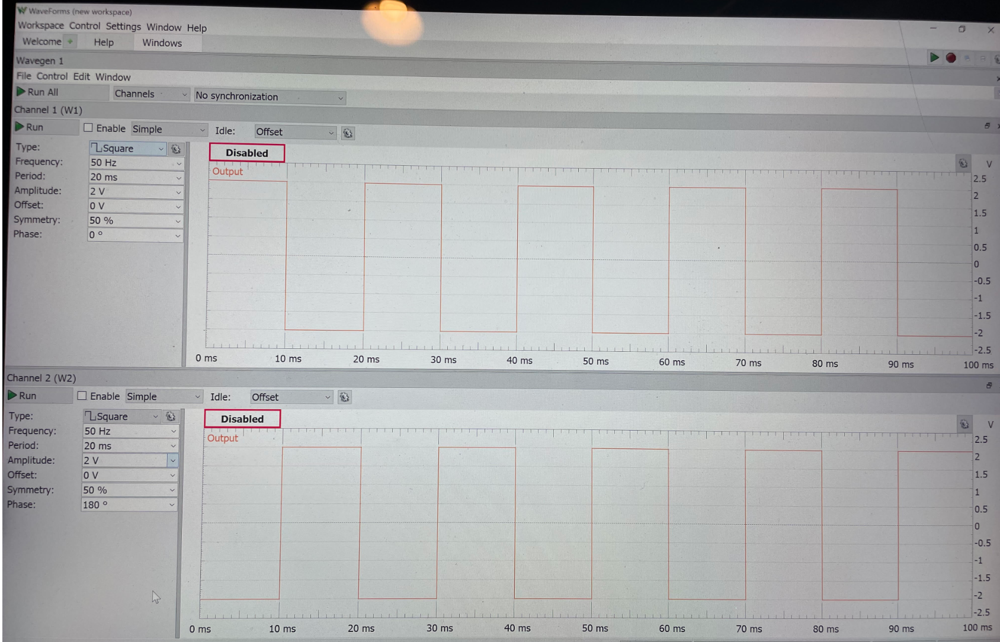 WaveForms (new workspace)
Workspace Control Settings Window Help
Welcome + Help Windows
Wavegen 1
File Control Edit Window
Run All Channels No synchronization
Channel 1 (W1)
Run Enable Simple Idle: Offset
Type: Square
Frequency: 50 Hz
Period: 20 ms
Amplitude: 2 V
Offset: 0 V
Symmetry: 50 %
Phase: 0 °
Disabled
Output
V
2.5
2
1.5
1
0.5
0
-0.5
-1
-1.5
-2
-2.5
0 ms 10 ms 20 ms 30 ms 40 ms 50 ms 60 ms 70 ms 80 ms 90 ms 100 ms
Channel 2 (W2)
Run Enable Simple Idle: Offset
Type: Square
Frequency: 50 Hz
Period: 20 ms
Amplitude: 2 V
Offset: 0 V
Symmetry: 50 %
Phase: 180 °
Disabled
Output
V
2.5
2
1.5
1
0.5
0
-0.5
-1
-1.5
-2
-2.5
0 ms 10 ms 20 ms 30 ms 40 ms 50 ms 60 ms 70 ms 80 ms 90 ms 100 ms